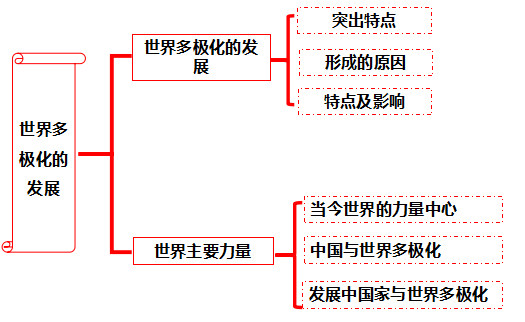 世界多
极化的
发展
世界多极化的发
展
突出特点
形成的原因
特点及影响
世界主要力量
当今世界的力量中心
中国与世界多极化
发展中国家与世界多极化